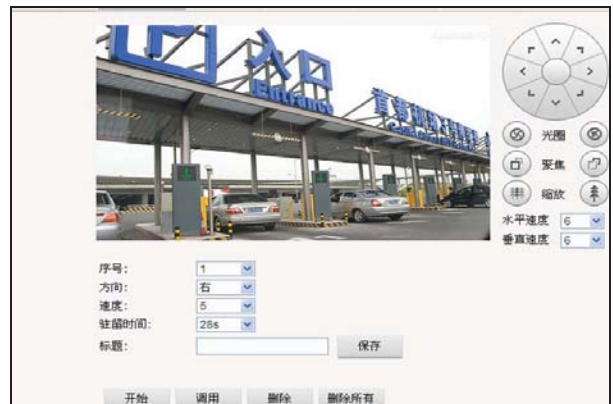 P 入口
Entrance
光圈
聚焦
缩放
水平速度 6
垂直速度 6
序号： 1
方向： 右
速度： 5
驻留时间： 28s
标题： 保存
开始 调用 删除 删除所有